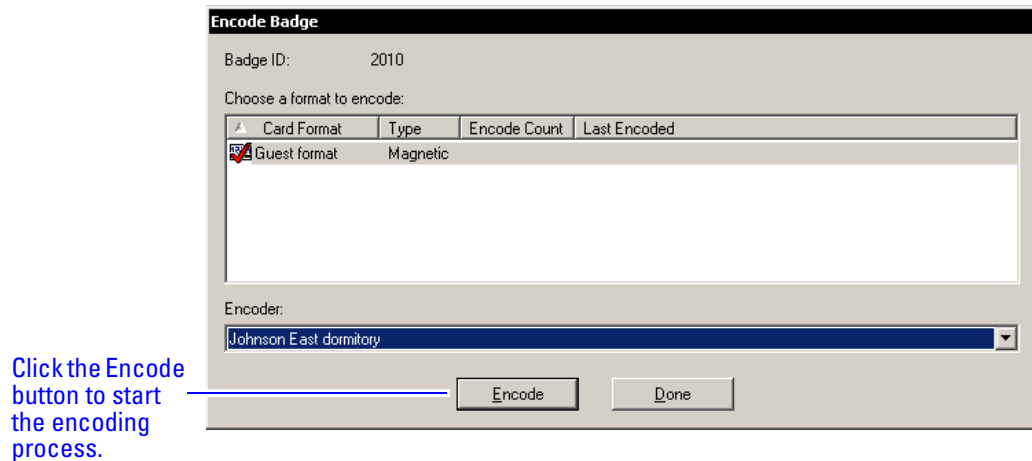 Encode Badge
Badge ID: 2010
Choose a format to encode:
Card Format Type Encode Count Last Encoded
Guest format Magnetic
Encoder:
Johnson East dormitory
Encode Done
Click the Encode
button to start
the encoding
process.